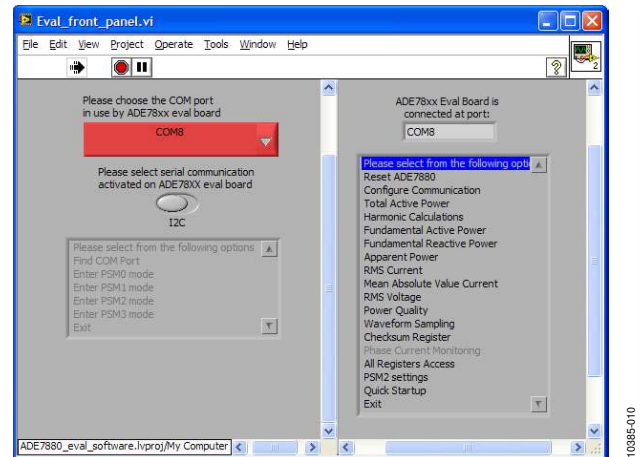 Eval_front_panel.vi
File Edit View Project Operate Tools Window Help
2
Please choose the COM port
in use by ADE78xx eval board
COM8
Please select serial communication
activated on ADE78XX eval board
I2C
Please select from the following options
Find COM Port
Enter PSM0 mode
Enter PSM1 mode
Enter PSM2 mode
Enter PSM3 mode
Exit
ADE78xx Eval Board is
connected at port:
COM8
Please select from the following opti
Reset ADE7880
Configure Communication
Total Active Power
Harmonic Calculations
Fundamental Active Power
Fundamental Reactive Power
Apparent Power
RMS Current
Mean Absolute Value Current
RMS Voltage
Power Quality
Waveform Sampling
Checksum Register
Phase Current Monitoring
All Registers Access
PSM2 settings
Quick Startup
Exit
ADE7880_eval_software.lvproj/My Computer
10385-010